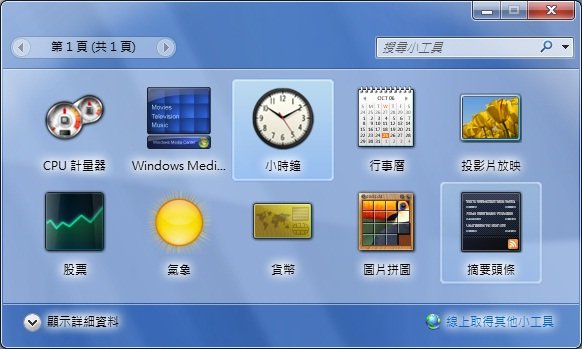 第 1 頁 (共 1 頁)
搜尋小工具
Movies
Television
Music
Windows Media Center
OCT 06
CPU 計量器
Windows Medi...
小時鐘
行事曆
投影片放映
股票
氣象
貨幣
圖片拼圖
摘要頭條
顯示詳細資料
線上取得其他小工具